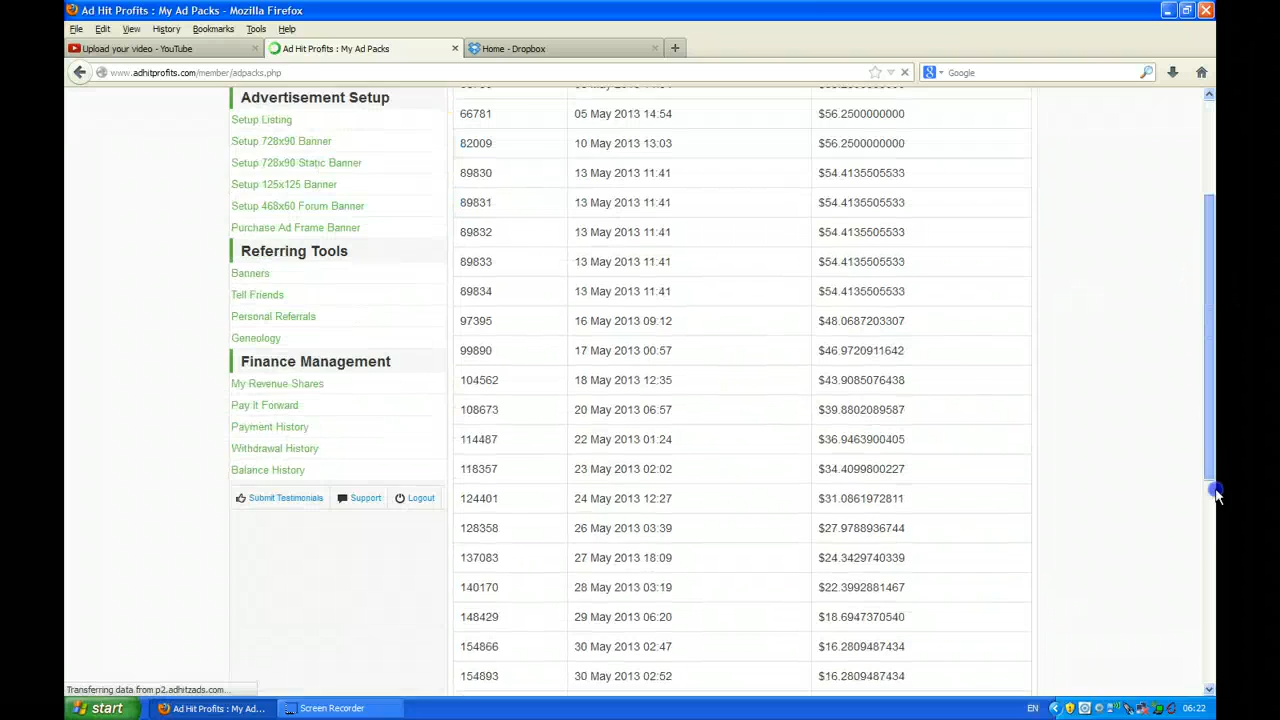 Ad Hit Profits : My Ad Packs - Mozilla Firefox
File Edit View History Bookmarks Tools Help
Upload your video - YouTube
Ad Hit Profits : My Ad Packs
Home - Dropbox
www.adhitprofits.com/member/adpacks.php
Google
Advertisement Setup
Setup Listing
Setup 728x90 Banner
Setup 728x90 Static Banner
Setup 125x125 Banner
Setup 468x60 Forum Banner
Purchase Ad Frame Banner
Referring Tools
Banners
Tell Friends
Personal Referrals
Geneology
Finance Management
My Revenue Shares
Pay It Forward
Payment History
Withdrawal History
Balance History
Submit Testimonials Support Logout
66781 05 May 2013 14:54 $56.2500000000
82009 10 May 2013 13:03 $56.2500000000
89830 13 May 2013 11:41 $54.4135505533
89831 13 May 2013 11:41 $54.4135505533
89832 13 May 2013 11:41 $54.4135505533
89833 13 May 2013 11:41 $54.4135505533
89834 13 May 2013 11:41 $54.4135505533
97395 16 May 2013 09:12 $48.0687203307
99890 17 May 2013 00:57 $46.9720911642
104562 18 May 2013 12:35 $43.9085076438
108673 20 May 2013 06:57 $39.8802089587
114487 22 May 2013 01:24 $36.9463900405
118357 23 May 2013 02:02 $34.4099800227
124401 24 May 2013 12:27 $31.0861972811
128358 26 May 2013 03:39 $27.9788936744
137083 27 May 2013 18:09 $24.3429740339
140170 28 May 2013 03:19 $22.3992881467
148429 29 May 2013 06:20 $18.6947370540
154866 30 May 2013 02:47 $16.2809487434
154893 30 May 2013 02:52 $16.2809487434
Transferring data from p2.adhitzads.com...
start
Ad Hit Profits : My Ad...
Screen Recorder
EN
06:22